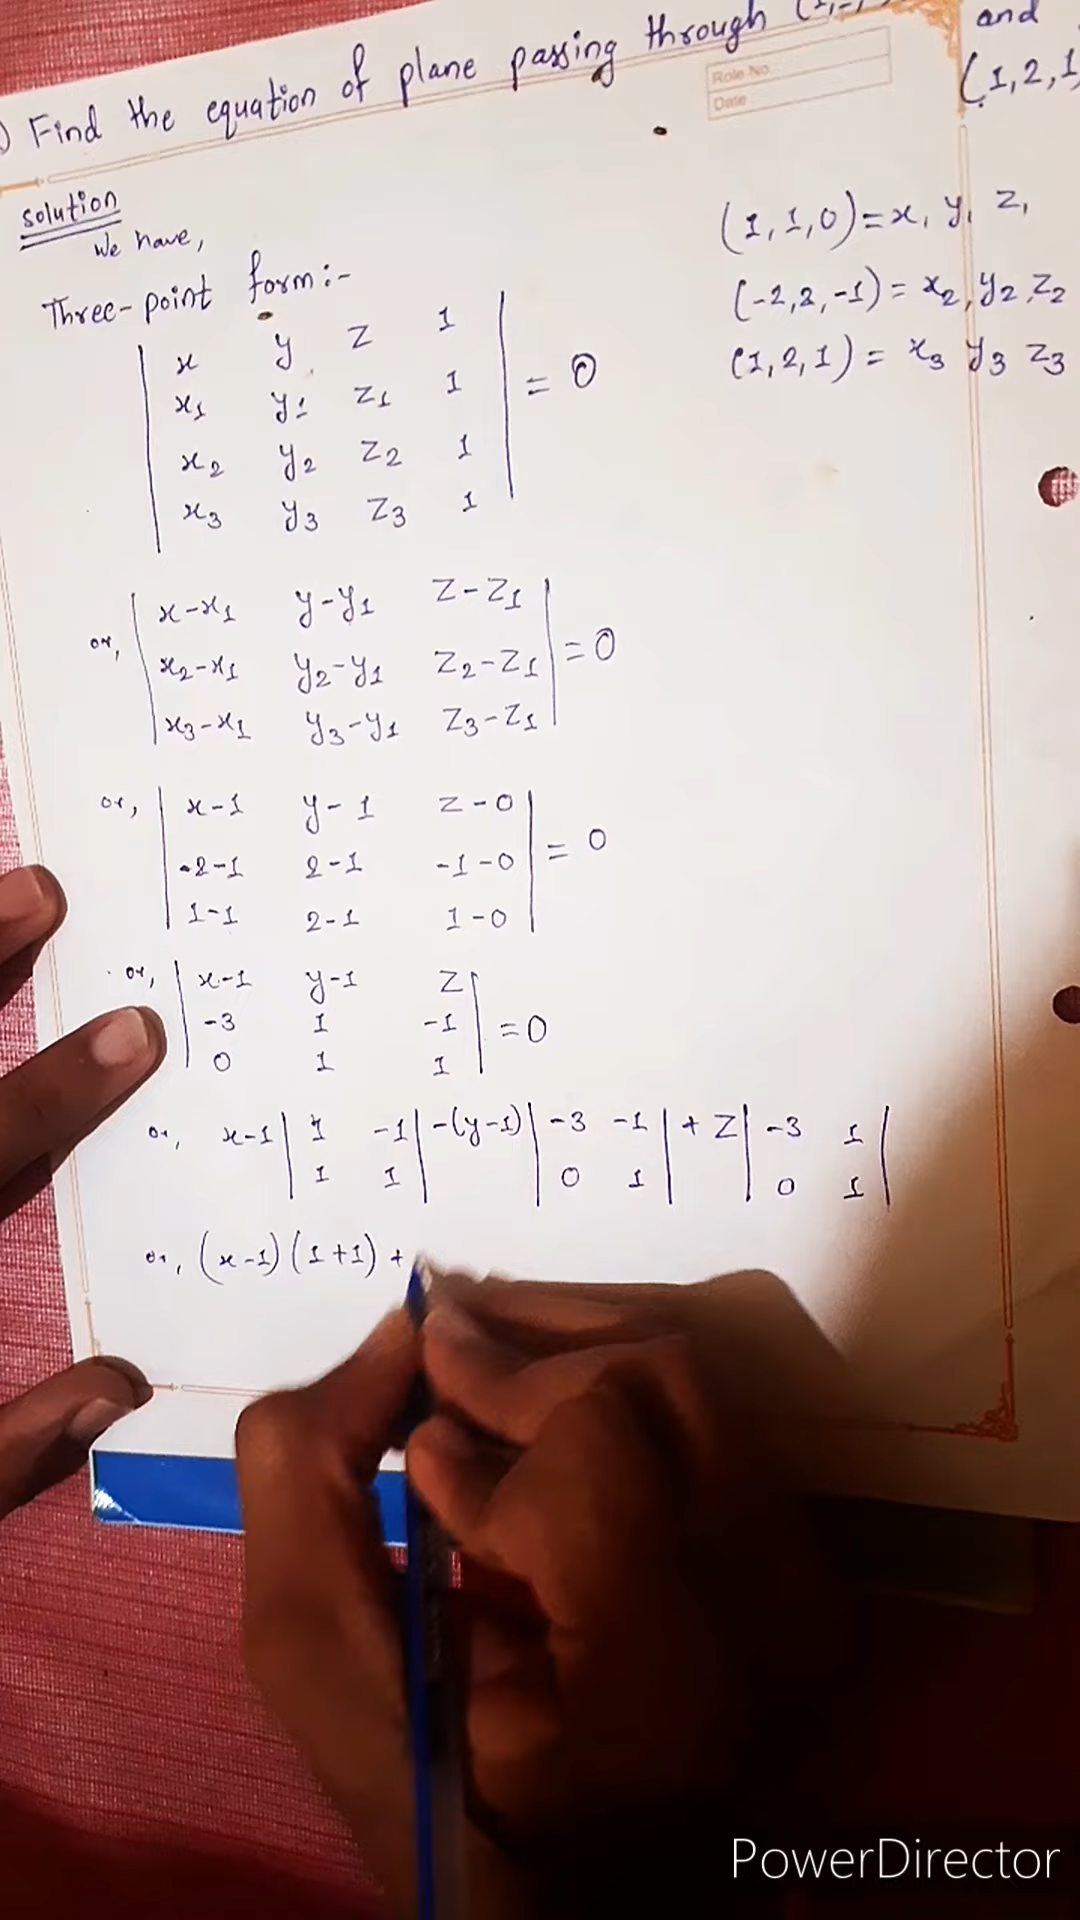 ) Find the equation of plane passing through (1,-1 and
(1,2,1)
Role No
Date
solution
We have,
Three-point form:-
(1,1,0)=x, y, z,
(-2,2,-1)= x2,y2,z2
(1,2,1) = x3 y3 z3
| x y z 1 |
| x1 y1 z1 1 | = 0
| x2 y2 z2 1 |
| x3 y3 z3 1 |
or, | x-x1 y-y1 z-z1 |
| x2-x1 y2-y1 z2-z1 | = 0
| x3-x1 y3-y1 z3-z1 |
or, | x-1 y-1 z-0 |
| -2-1 2-1 -1-0 | = 0
| 1-1 2-1 1-0 |
or, | x-1 y-1 z |
| -3 1 -1 | = 0
| 0 1 1 |
or, x-1 | 1 -1 | -(y-1) | -3 -1 | + z | -3 1 |
| 1 1 | | 0 1 | | 0 1 |
or, (x-1)(1+1) +
PowerDirector